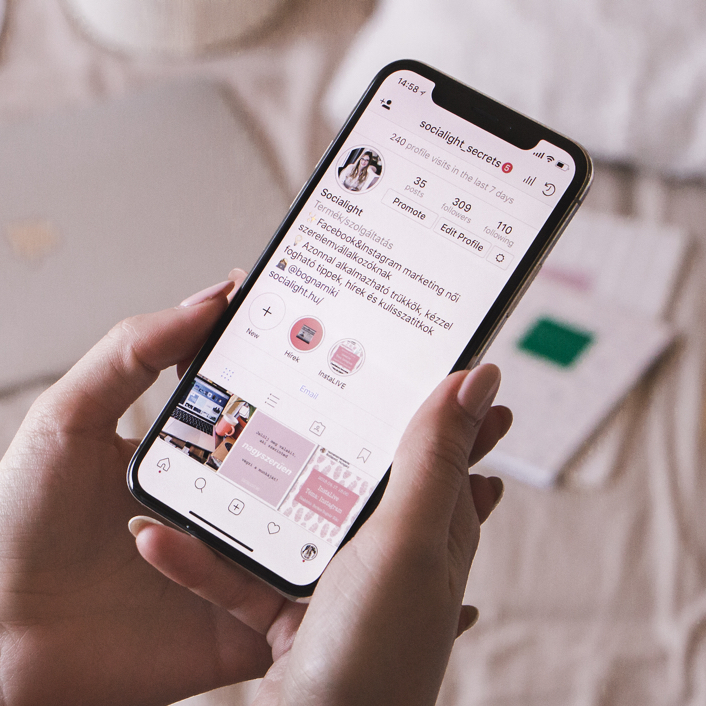 14:58
socialight_secrets 5
240 profile visits in the last 7 days
35 309 110
posts followers following
Promote Edit Profile
Socialight
Termék/szolgáltatás
Facebook&Instagram marketing női
szerelemvállalkozóknak
Azonnal alkalmazható trükkök, kézzel
fogható tippek, hírek és kulisszatitkok
@bognarniki
socialight.hu/
New Hírek InstaLIVE
Email
nagyszerűen